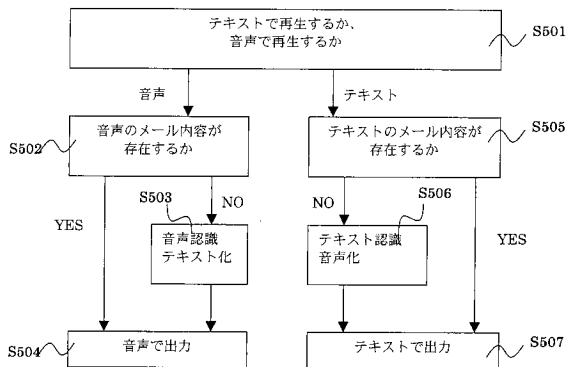 テキストで再生するか、
音声で再生するか
S501
音声
テキスト
音声のメール内容が
存在するか
S502
テキストのメール内容が
存在するか
S505
YES
S503
NO
NO
S506
YES
音声認識
テキスト化
テキスト認識
音声化
音声で出力
S504
テキストで出力
S507